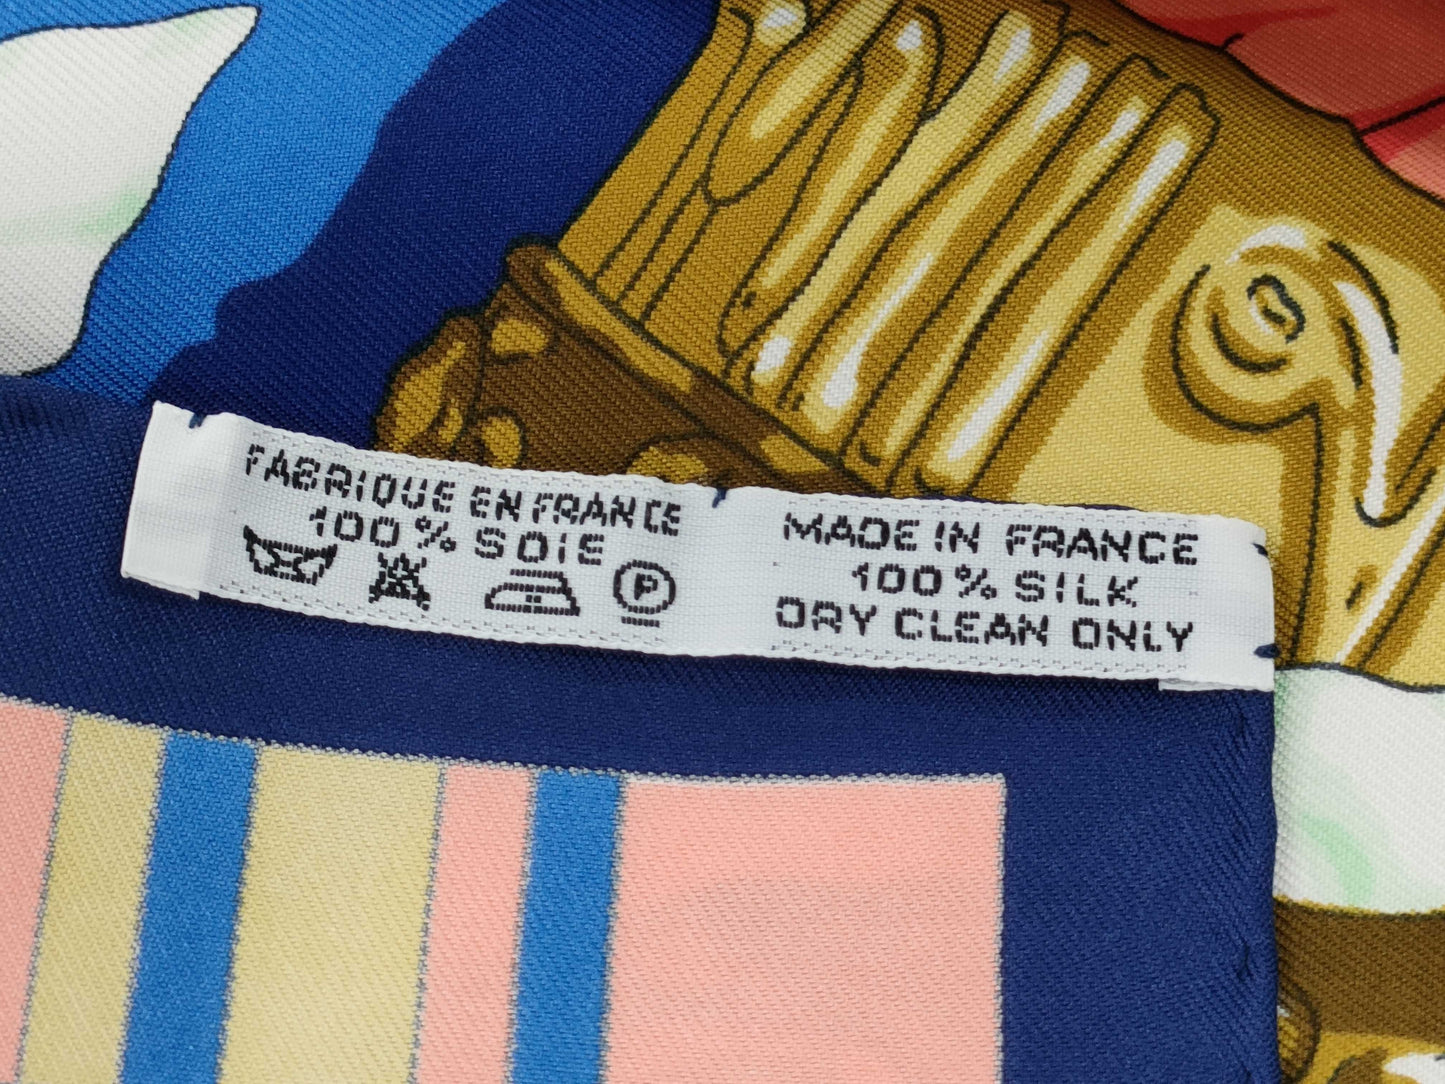 FABRIQUE EN FRANCE
100% SOIE
P
MADE IN FRANCE
100% SILK
DRY CLEAN ONLY